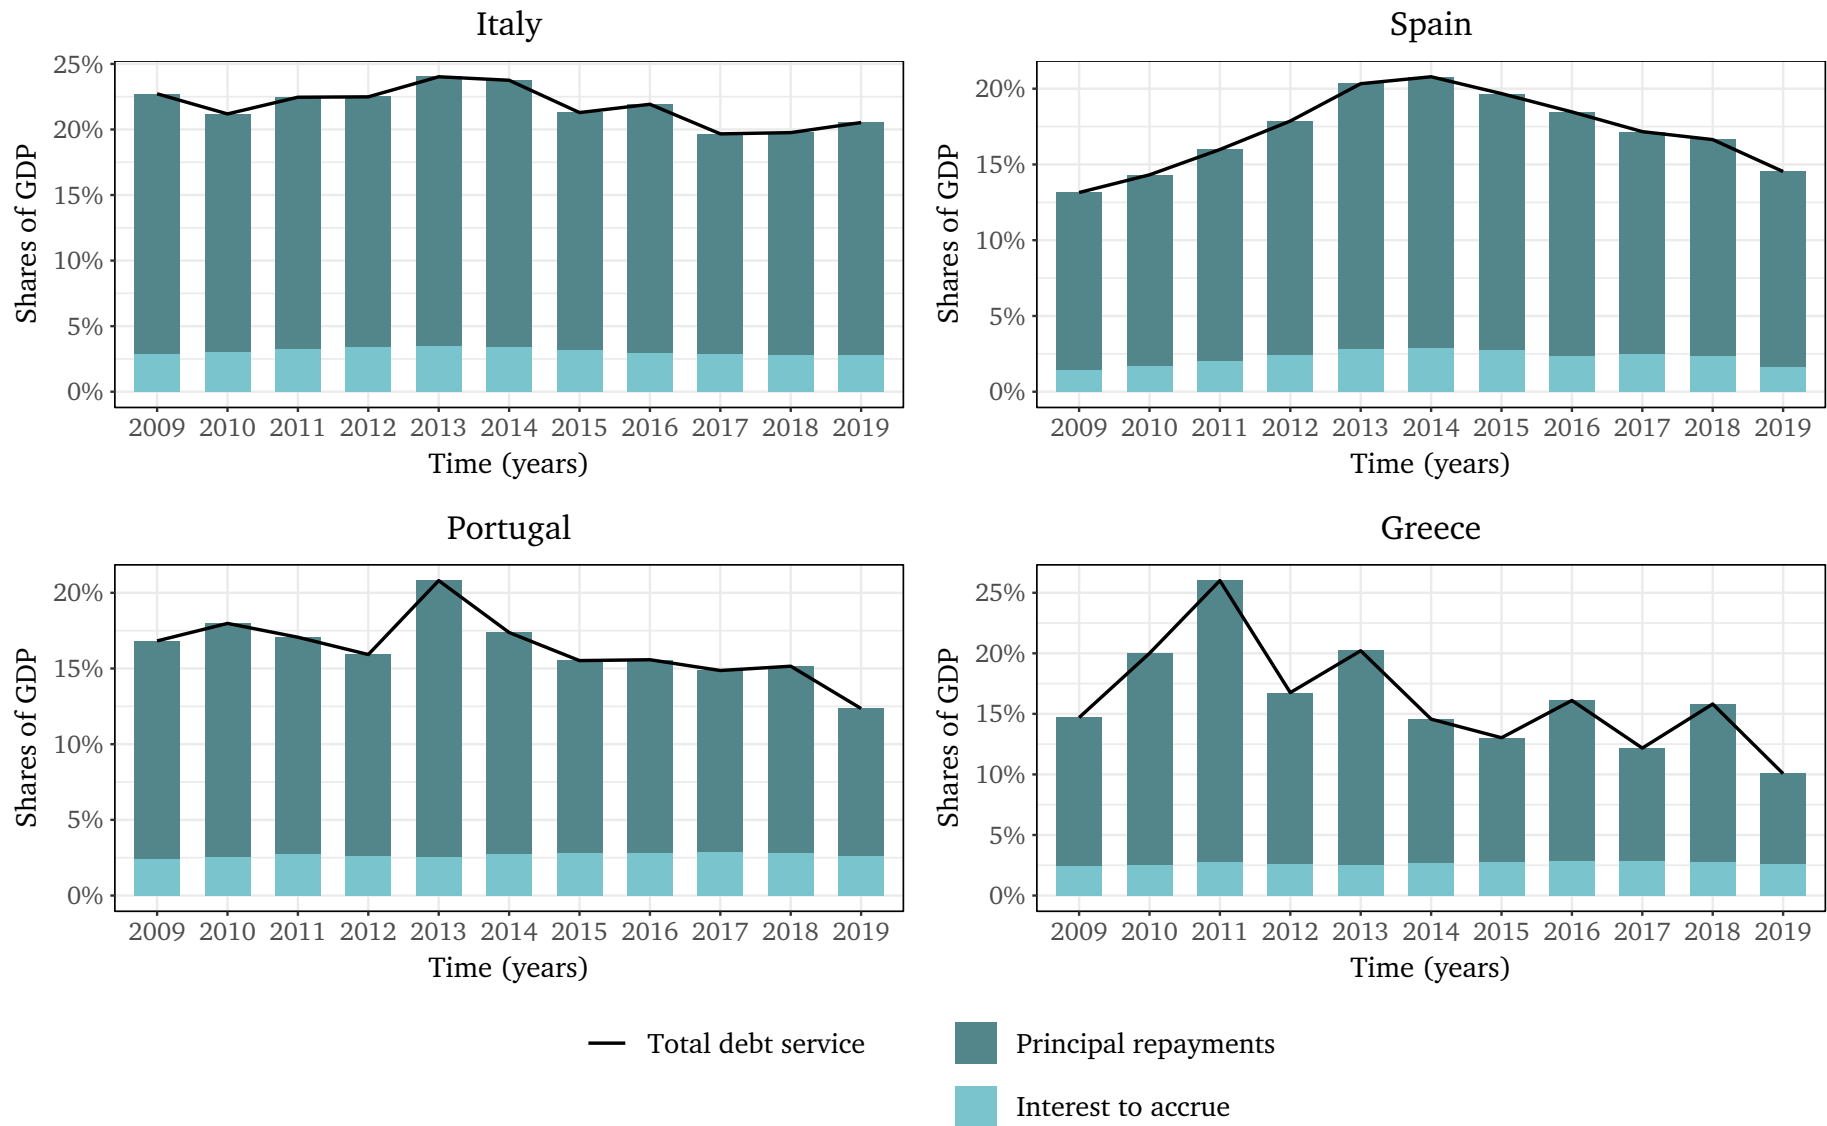 Italy
Shares of GDP
25%
20%
15%
10%
5%
0%
2009 2010 2011 2012 2013 2014 2015 2016 2017 2018 2019
Time (years)
Spain
Shares of GDP
20%
15%
10%
5%
0%
2009 2010 2011 2012 2013 2014 2015 2016 2017 2018 2019
Time (years)
Portugal
Shares of GDP
20%
15%
10%
5%
0%
2009 2010 2011 2012 2013 2014 2015 2016 2017 2018 2019
Time (years)
Greece
Shares of GDP
25%
20%
15%
10%
5%
0%
2009 2010 2011 2012 2013 2014 2015 2016 2017 2018 2019
Time (years)
Total debt service
Principal repayments
Interest to accrue